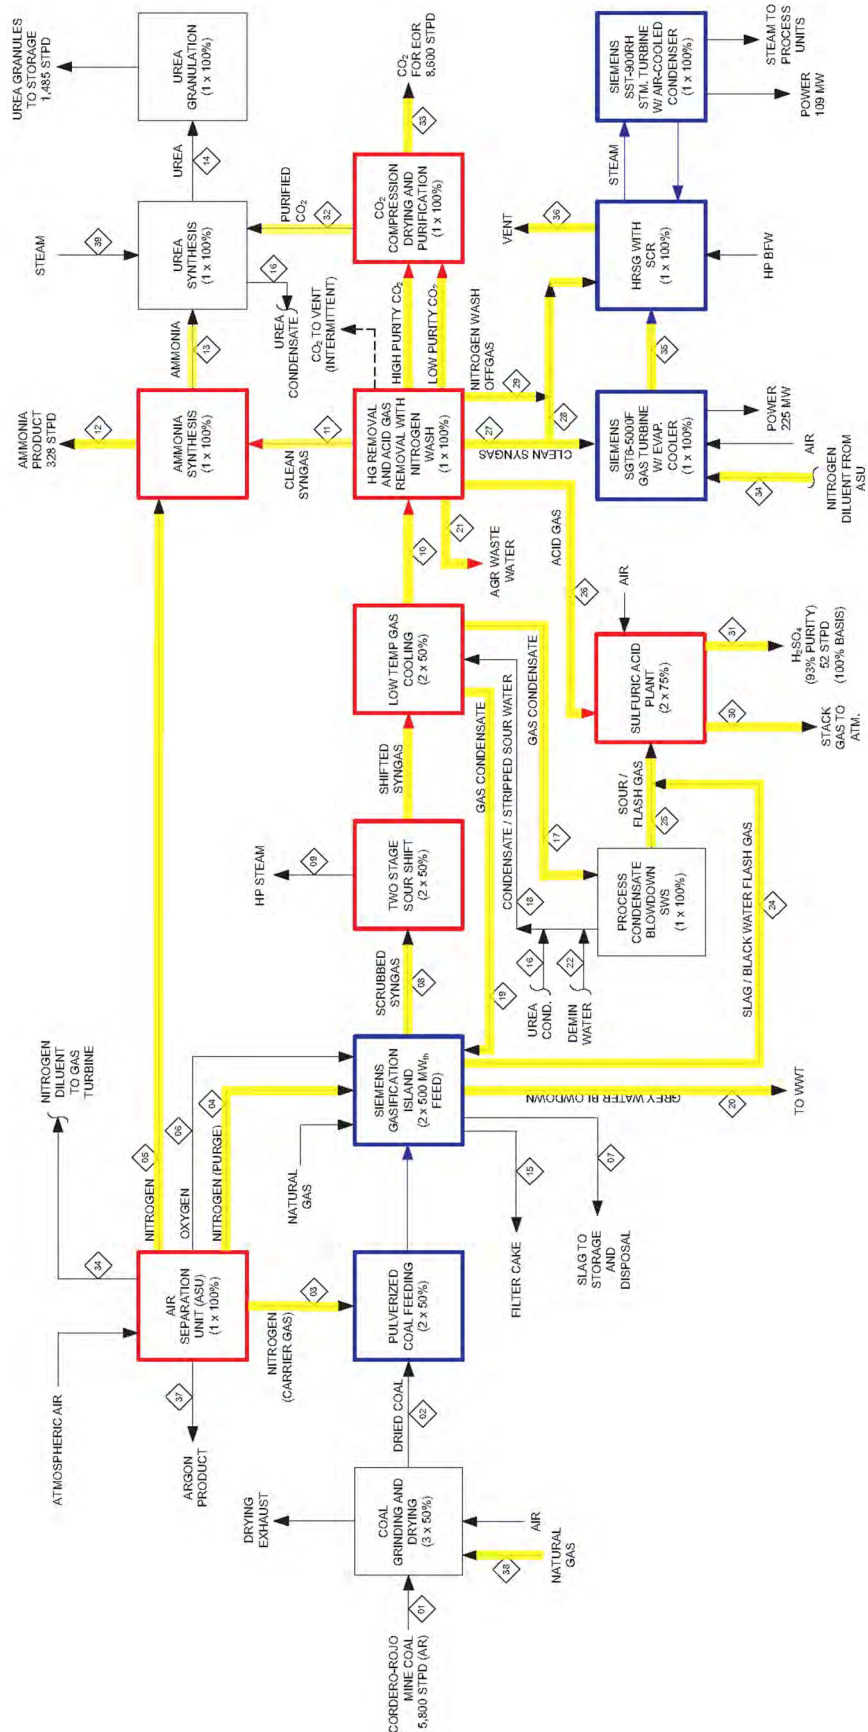 CORDERO-ROJO
MINE COAL
5,800 STPD (AR)
01
COAL
GRINDING AND
DRYING
(3 x 50%)
DRYING
EXHAUST
AIR
38
NATURAL
GAS
DRIED COAL
02
PULVERIZED
COAL FEEDING
(2 x 50%)
ATMOSPHERIC AIR
AIR
SEPARATION
UNIT (ASU)
(1 x 100%)
37
ARGON
PRODUCT
34
NITROGEN
DILUENT
TO GAS
TURBINE
03
NITROGEN
(CARRIER GAS)
NITROGEN
05
OXYGEN
06
NITROGEN (PURGE)
04
NATURAL
GAS
SIEMENS
GASIFICATION
ISLAND
(2 x 500 MWth
FEED)
15
FILTER CAKE
07
SLAG TO
STORAGE
AND
DISPOSAL
GREY WATER BLOWDOWN
20
TO WWT
SLAG / BLACK WATER FLASH GAS
24
SCRUBBED
SYNGAS
08
TWO STAGE
SOUR SHIFT
(2 x 50%)
09
HP STEAM
SHIFTED
SYNGAS
LOW TEMP GAS
COOLING
(2 x 50%)
GAS CONDENSATE
19
CONDENSATE / STRIPPED SOUR WATER
18
GAS CONDENSATE
17
16
UREA
COND.
22
DEMIN
WATER
PROCESS
CONDENSATE
BLOWDOWN
SWS
(1 x 100%)
SOUR /
FLASH GAS
25
10
HG REMOVAL
AND ACID GAS
REMOVAL WITH
NITROGEN
WASH
(1 x 100%)
21
AGR WASTE
WATER
ACID GAS
26
AIR
SULFURIC ACID
PLANT
(2 x 75%)
30
STACK
GAS TO
ATM.
31
H2SO4
(93% PURITY)
52 STPD
(100% BASIS)
11
CLEAN
SYNGAS
AMMONIA
SYNTHESIS
(1 x 100%)
12
AMMONIA
PRODUCT
328 STPD
AMMONIA
13
STEAM
39
UREA
SYNTHESIS
(1 x 100%)
16
UREA
CONDENSATE
UREA
14
UREA
GRANULATION
(1 x 100%)
UREA GRANULES
TO STORAGE
1,485 STPD
CO2 TO VENT
(INTERMITTENT)
HIGH PURITY CO2
LOW PURITY CO2
CO2
COMPRESSION
DRYING AND
PURIFICATION
(1 x 100%)
PURIFIED
CO2
32
33
CO2
FOR EOR
8,600 STPD
NITROGEN WASH
OFFGAS
29
CLEAN SYNGAS
27
28
SIEMENS
SGT6-5000F
GAS TURBINE
W/ EVAP.
COOLER
(1 x 100%)
34
NITROGEN
DILUENT FROM
ASU
AIR
POWER
225 MW
35
HRSG WITH
SCR
(1 x 100%)
VENT
36
HP BFW
STEAM
SIEMENS
SST-900RH
STM. TURBINE
W/ AIR-COOLED
CONDENSER
(1 x 100%)
POWER
109 MW
STEAM TO
PROCESS
UNITS